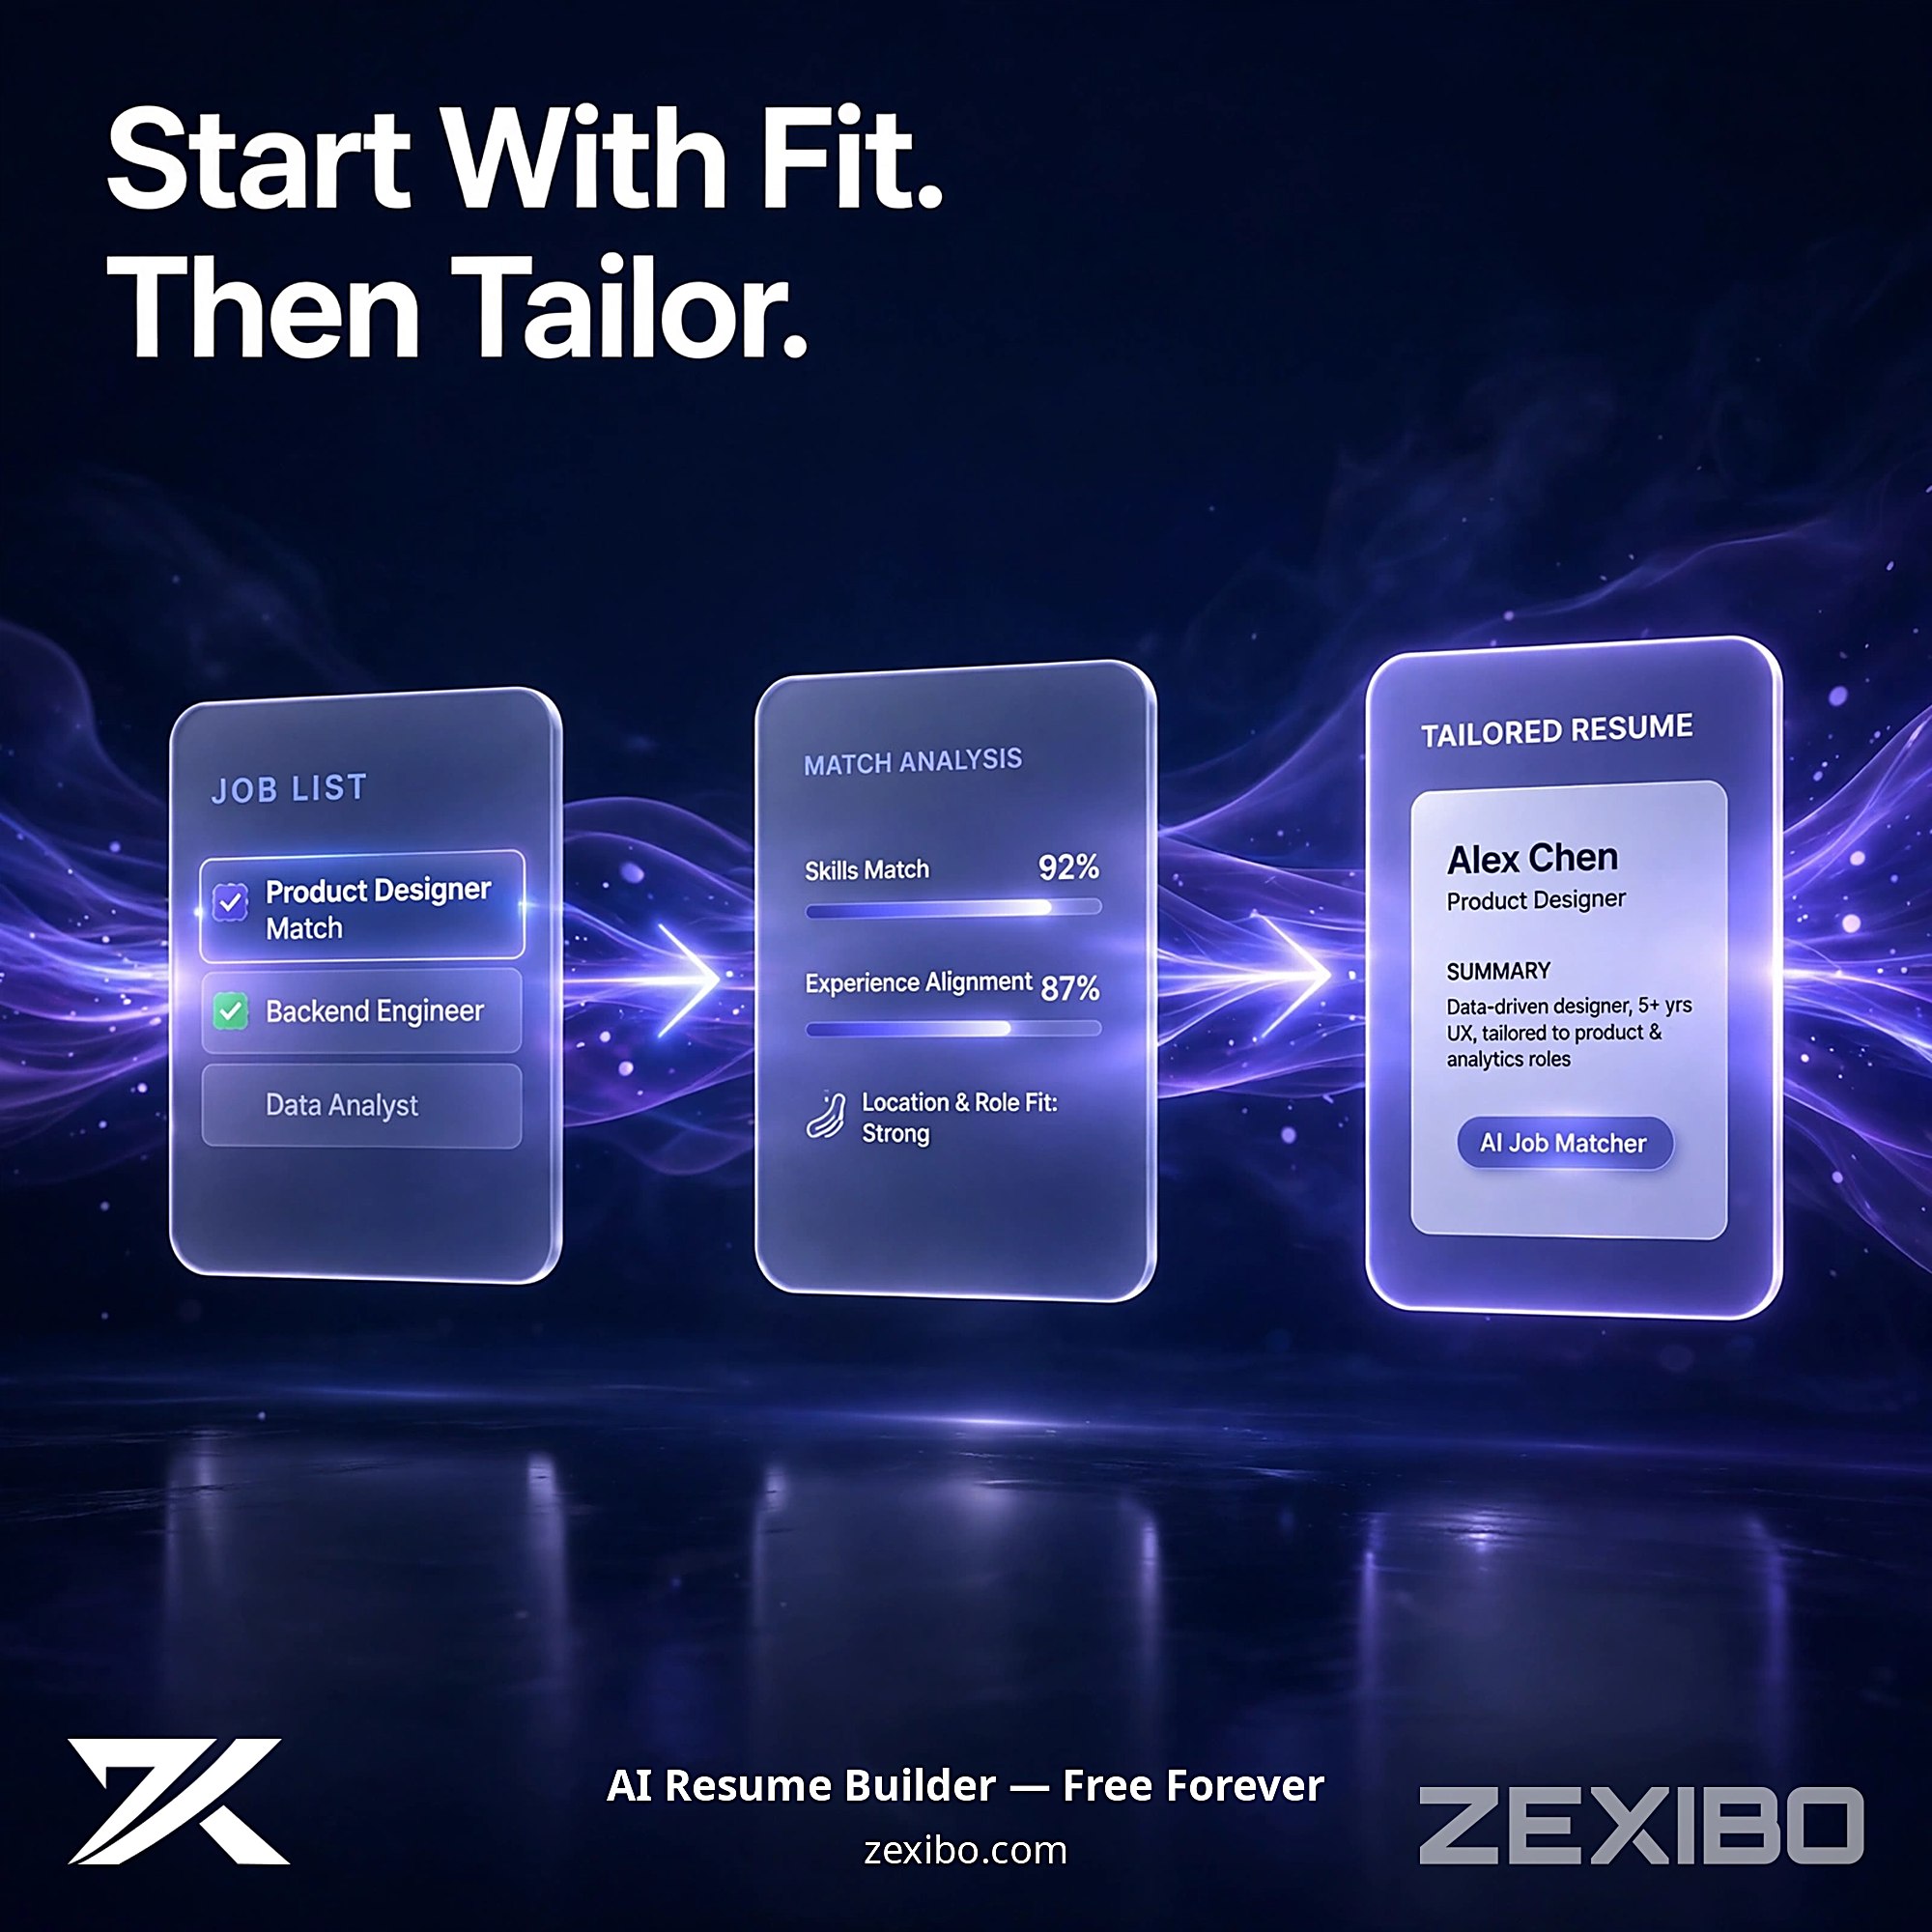 Start With Fit.
Then Tailor.
JOB LIST
Product Designer
Match
Backend Engineer
Data Analyst
MATCH ANALYSIS
Skills Match 92%
Experience Alignment 87%
Location & Role Fit:
Strong
TAILORED RESUME
Alex Chen
Product Designer
SUMMARY
Data-driven designer, 5+ yrs
UX, tailored to product &
analytics roles
AI Job Matcher
AI Resume Builder — Free Forever
zexibo.com
ZEXIBO